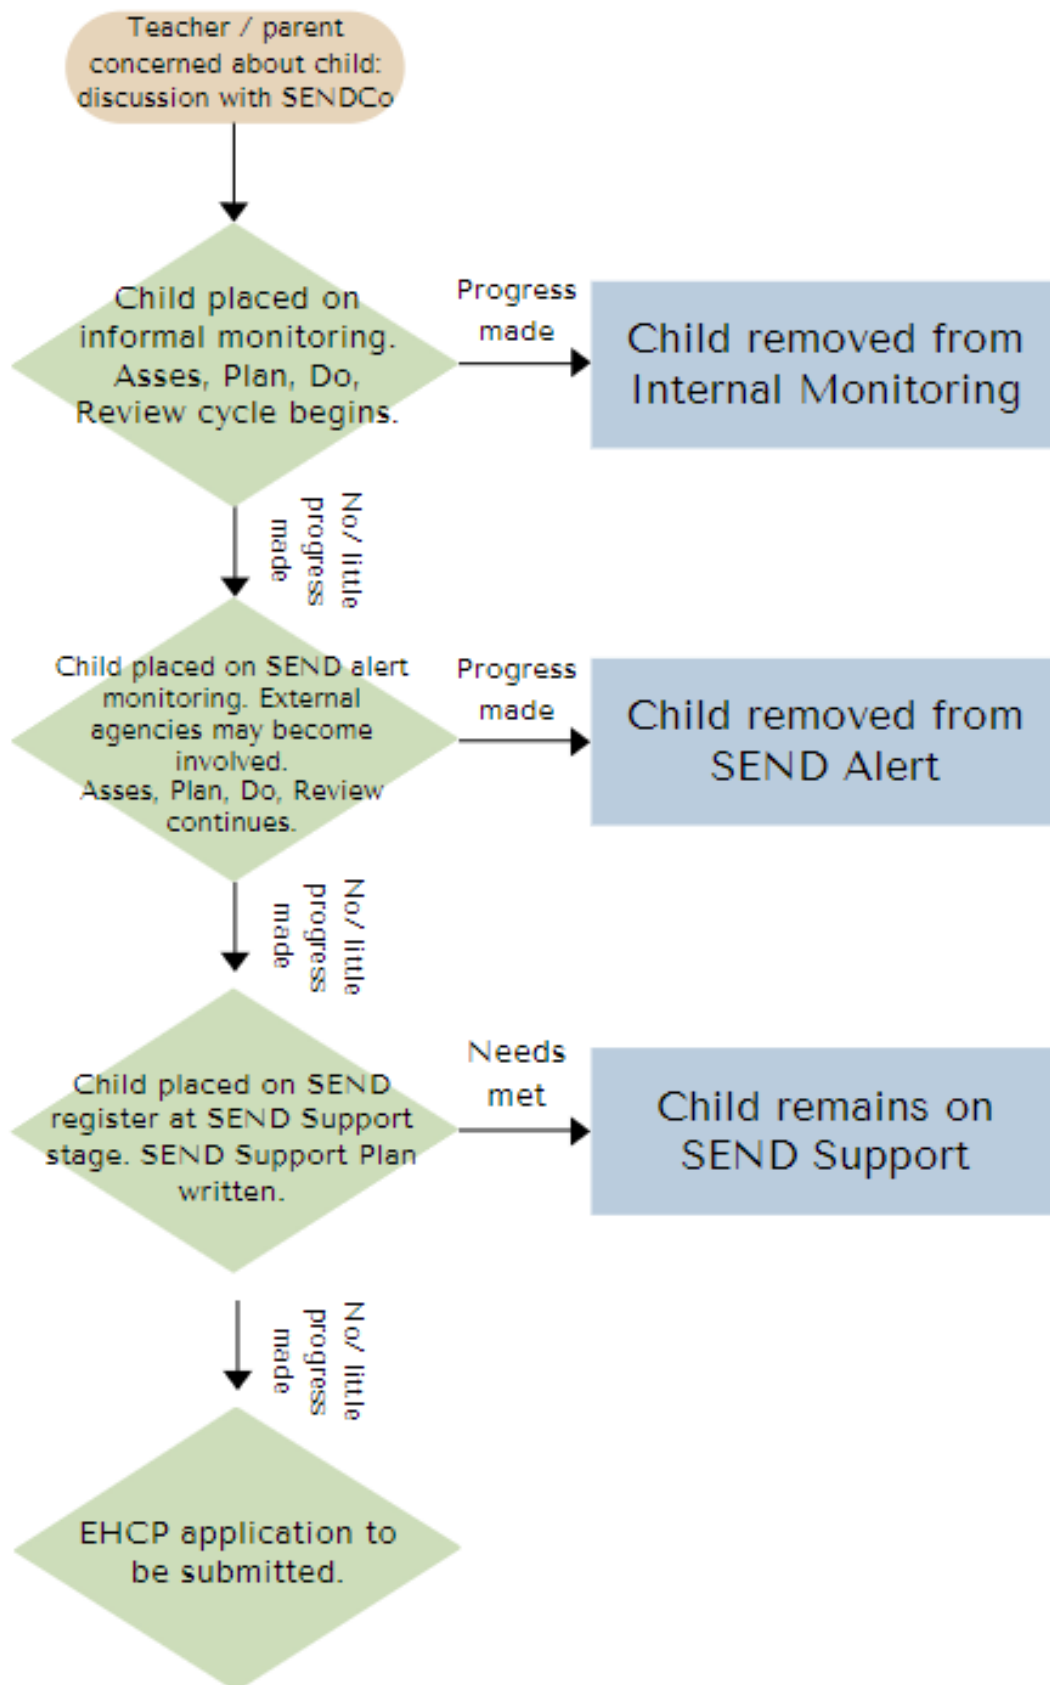 Teacher / parent
concerned about child:
discussion with SENDCo
Child placed on
informal monitoring.
Asses, Plan, Do,
Review cycle begins.
Progress
made
Child removed from
Internal Monitoring
No/ little
progress
made
Child placed on SEND alert
monitoring. External
agencies may become
involved.
Asses, Plan, Do, Review
continues.
Progress
made
Child removed from
SEND Alert
No/ little
progress
made
Child placed on SEND
register at SEND Support
stage. SEND Support Plan
written.
Needs
met
Child remains on
SEND Support
No/ little
progress
made
EHCP application to
be submitted.